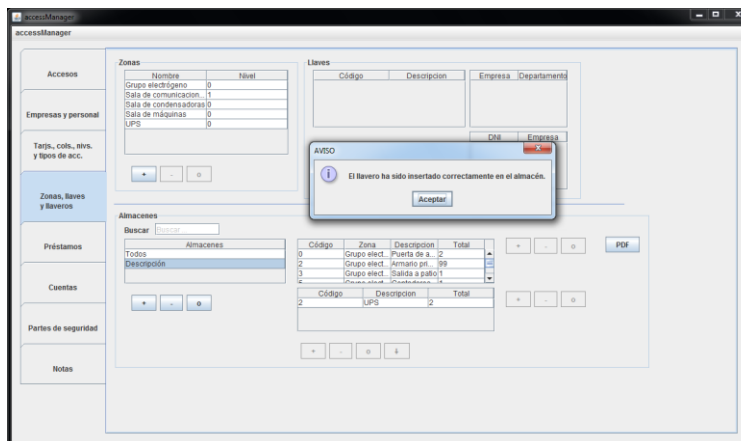 accessManager
accessManager
Accesos
Empresas y personal
Tarjs., cols., nivs.
y tipos de acc.
Zonas, llaves
y llaveros
Préstamos
Cuentas
Partes de seguridad
Notas
Zonas
Nombre Nivel
Grupo electrógeno 0
Sala de comunicacion... 1
Sala de condensadoras 0
Sala de máquinas 0
UPS 0
+ -
Llaves
Código Descripcion
Empresa Departamento
DNI Empresa
AVISO
El llavero ha sido insertado correctamente en el almacén.
Aceptar
Almacenes
Buscar Buscar...
Almacenes
Todos
Descripción
+ -
Código Zona Descripcion Total
0 Grupo elect... Puerta de a... 2
2 Grupo elect... Armario pri... 99
3 Grupo elect... Salida a patio 1
Grupo elect... Contadores
Código Descripcion Total
2 UPS 2
+ -
+ -
+ -
PDF